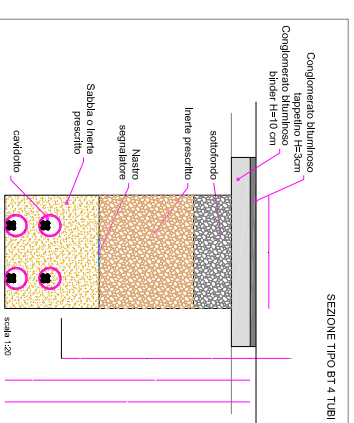 SEZIONE TIPO BT 4 TUBI
Conglomerato bituminoso
tappetino H=3cm
Conglomerato bituminoso
binder H=10 cm
sottofondo
Inerte prescritto
Nastro
segnalatore
Sabbia o Inerte
prescritto
cavidotto
scala 1:20